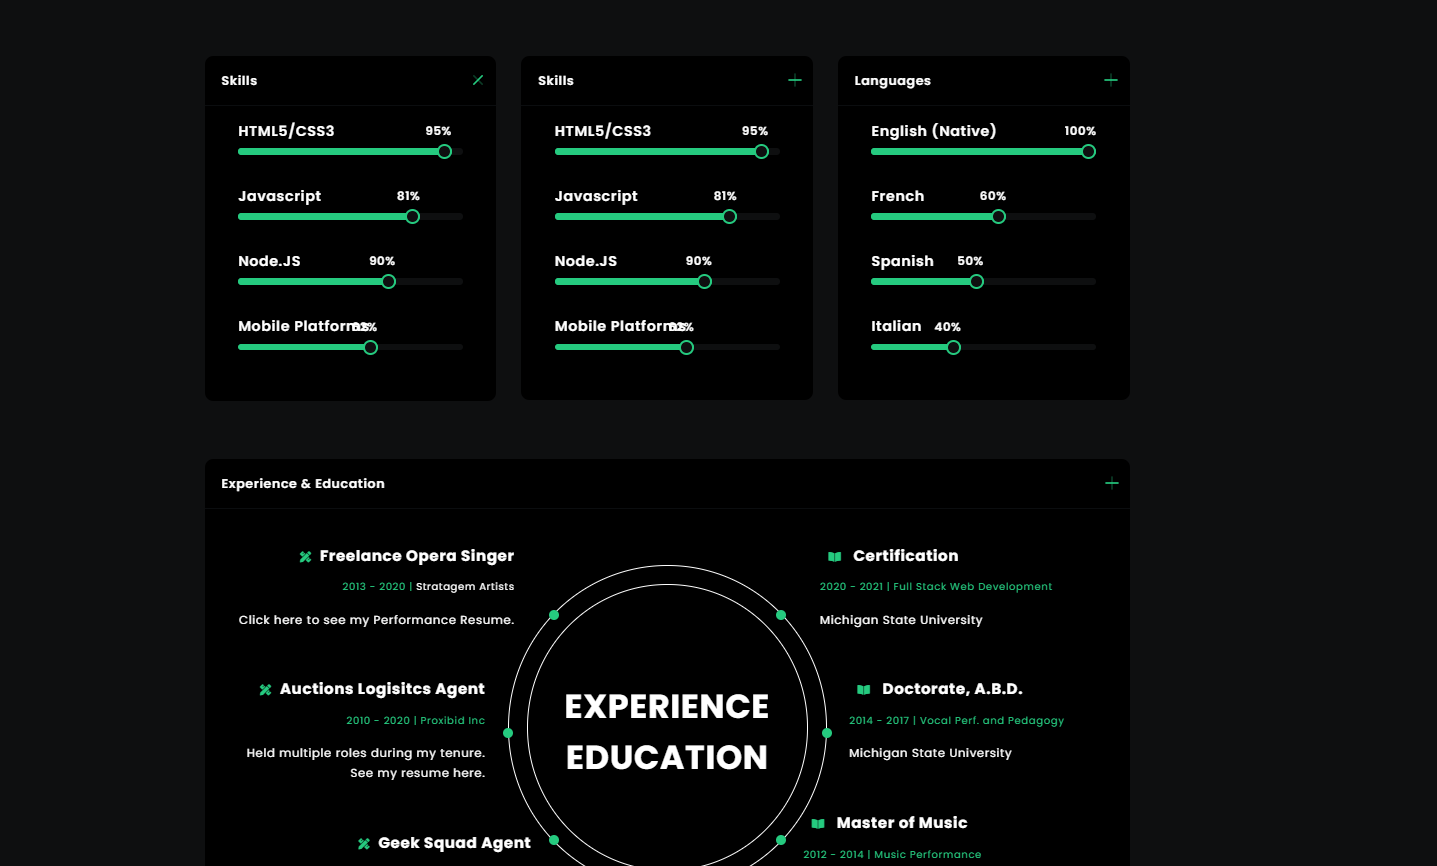 Skills
HTML5/CSS3 95%
Javascript 81%
Node.JS 90%
Mobile Platforms
Skills
HTML5/CSS3 95%
Javascript 81%
Node.JS 90%
Mobile Platforms
Languages
English (Native) 100%
French 60%
Spanish 50%
Italian 40%
Experience & Education
Freelance Opera Singer
2013 - 2020 | Stratagem Artists
Click here to see my Performance Resume.
Auctions Logisitcs Agent
2010 - 2020 | Proxibid Inc
Held multiple roles during my tenure.
See my resume here.
Geek Squad Agent
EXPERIENCE
EDUCATION
Certification
2020 - 2021 | Full Stack Web Development
Michigan State University
Doctorate, A.B.D.
2014 - 2017 | Vocal Perf. and Pedagogy
Michigan State University
Master of Music
2012 - 2014 | Music Performance